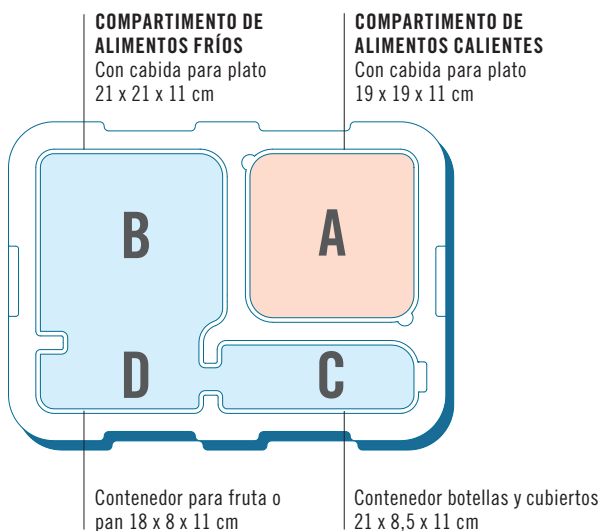 COMPARTIMENTO DE
ALIMENTOS FRÍOS
Con cabida para plato
21 x 21 x 11 cm
COMPARTIMENTO DE
ALIMENTOS CALIENTES
Con cabida para plato
19 x 19 x 11 cm
B
A
D
C
Contenedor para fruta o
pan 18 x 8 x 11 cm
Contenedor botellas y cubiertos
21 x 8,5 x 11 cm